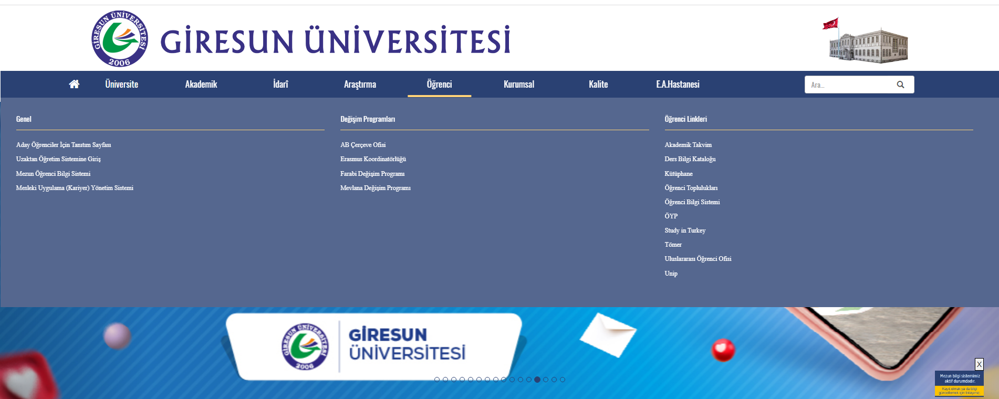 GİRESUN ÜNİVERSİTESİ
2006
GİRESUN ÜNİVERSİTESİ
Üniversite
Akademik
İdarî
Araştırma
Öğrenci
Kurumsal
Kalite
E.A.Hastanesi
Ara...
Genel
Aday Öğrenciler İçin Tanıtım Sayfası
Uzaktan Öğretim Sistemine Giriş
Mezun Öğrenci Bilgi Sistemi
Mesleki Uygulama (Kariyer) Yönetim Sistemi
Değişim Programları
AB Çerçeve Ofisi
Erasmus Koordinatörlüğü
Farabi Değişim Programı
Mevlana Değişim Programı
Öğrenci Linkleri
Akademik Takvim
Ders Bilgi Kataloğu
Kütüphane
Öğrenci Toplulukları
Öğrenci Bilgi Sistemi
ÖYP
Study in Turkey
Tömer
Uluslararası Öğrenci Ofisi
Unip
GİRESUN ÜNİVERSİTESİ
2006
GİRESUN
ÜNİVERSİTESİ
X
Mezun bilgi sistemimiz
aktif durumdadır.
Kayıt olmak ya da bilgi
güncellemek için tıklayınız.